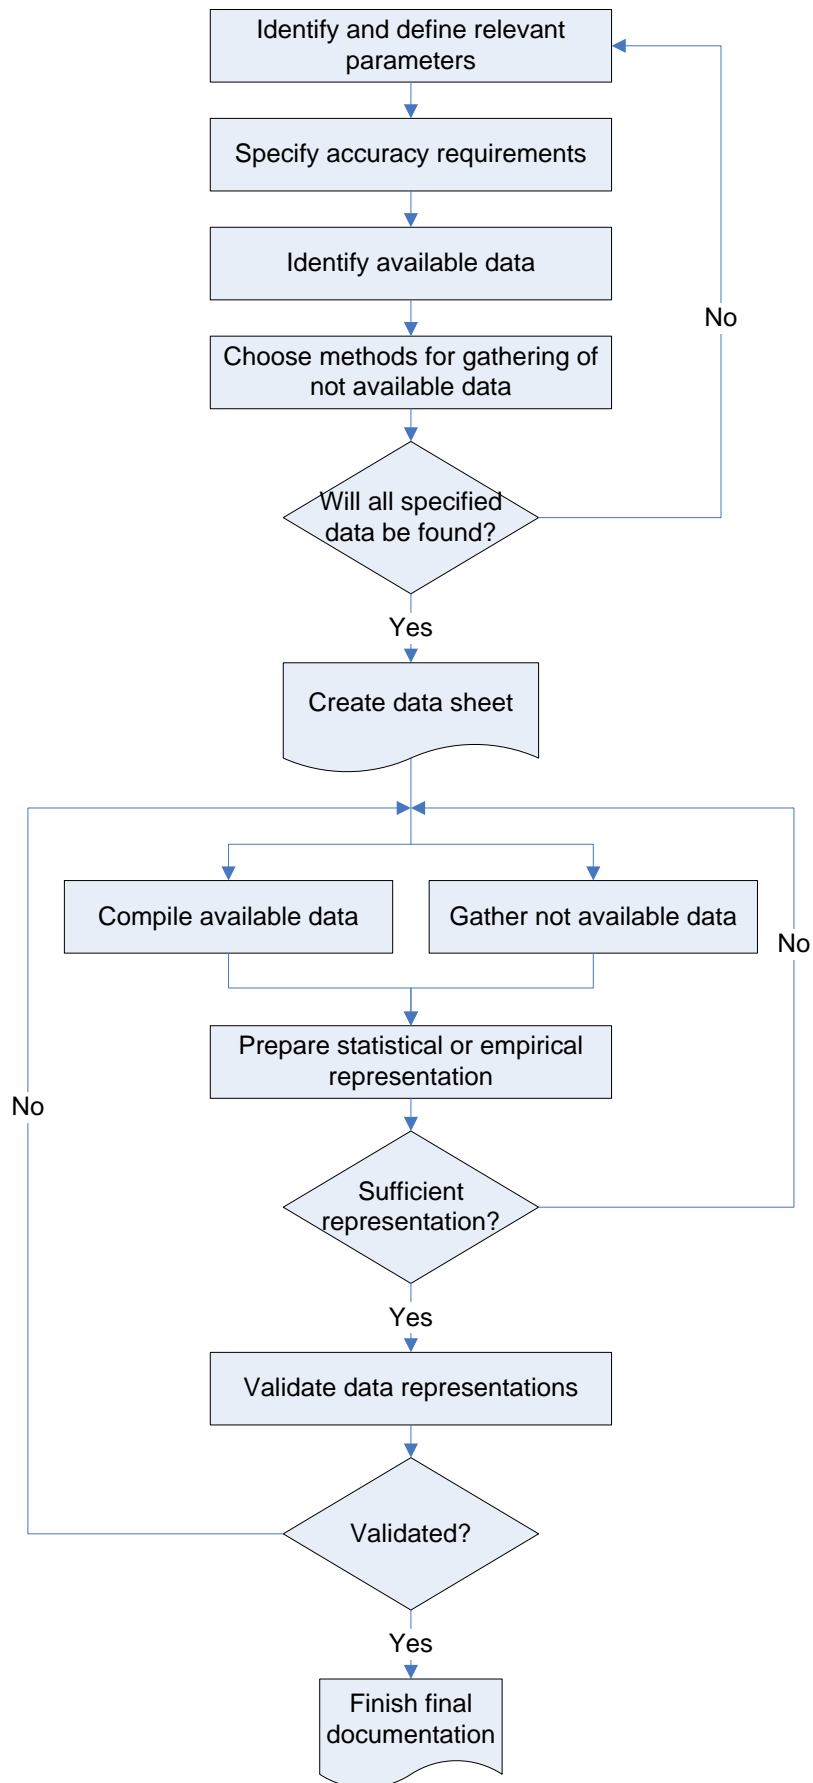 Identify and define relevant
parameters
Specify accuracy requirements
Identify available data
No
Choose methods for gathering of
not available data
Will all specified
data be found?
Yes
Create data sheet
Compile available data
Gather not available data
No
Prepare statistical or empirical
representation
No
Sufficient
representation?
Yes
Validate data representations
Validated?
Yes
Finish final
documentation